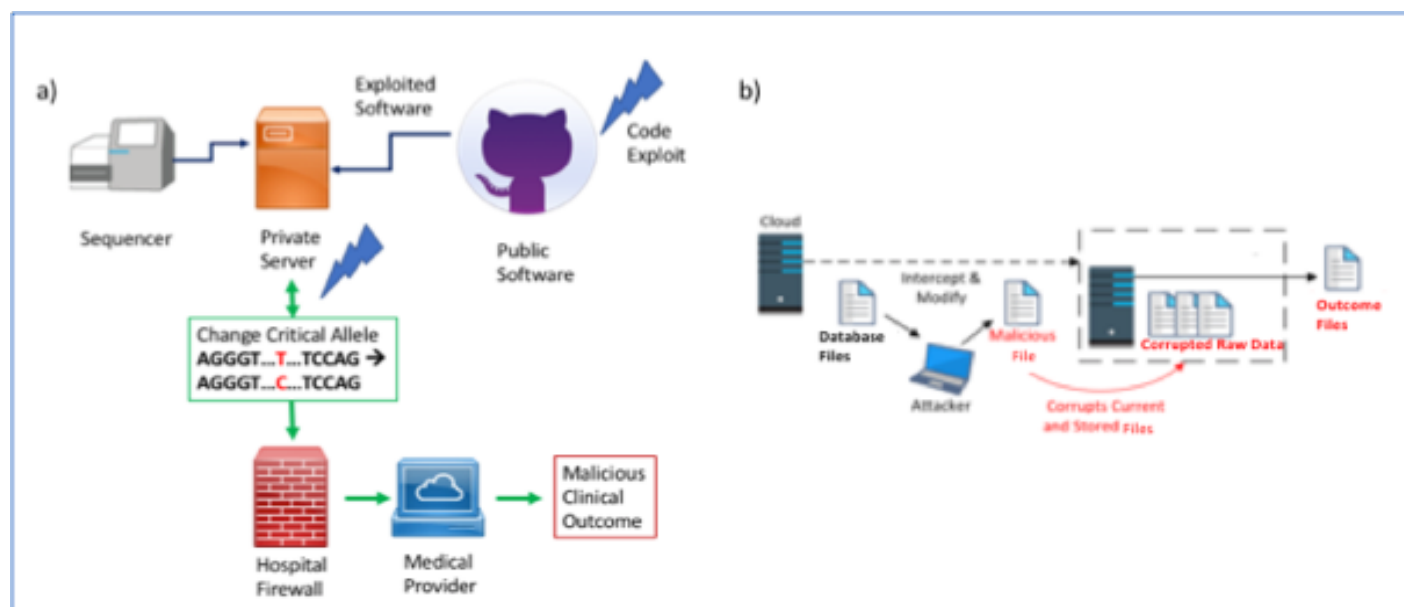 a)
Exploited
Software
Code
Exploit
Sequencer
Private
Server
Public
Software
Change Critical Allele
AGGGT...T...TCCAG →
AGGGT...C...TCCAG
Hospital
Firewall
Medical
Provider
Malicious
Clinical
Outcome
b)
Cloud
Intercept &
Modify
Database
Files
Malicious
File
Attacker
Corrupted Raw Data
Outcome
Files
Corrupts Current
and Stored Files